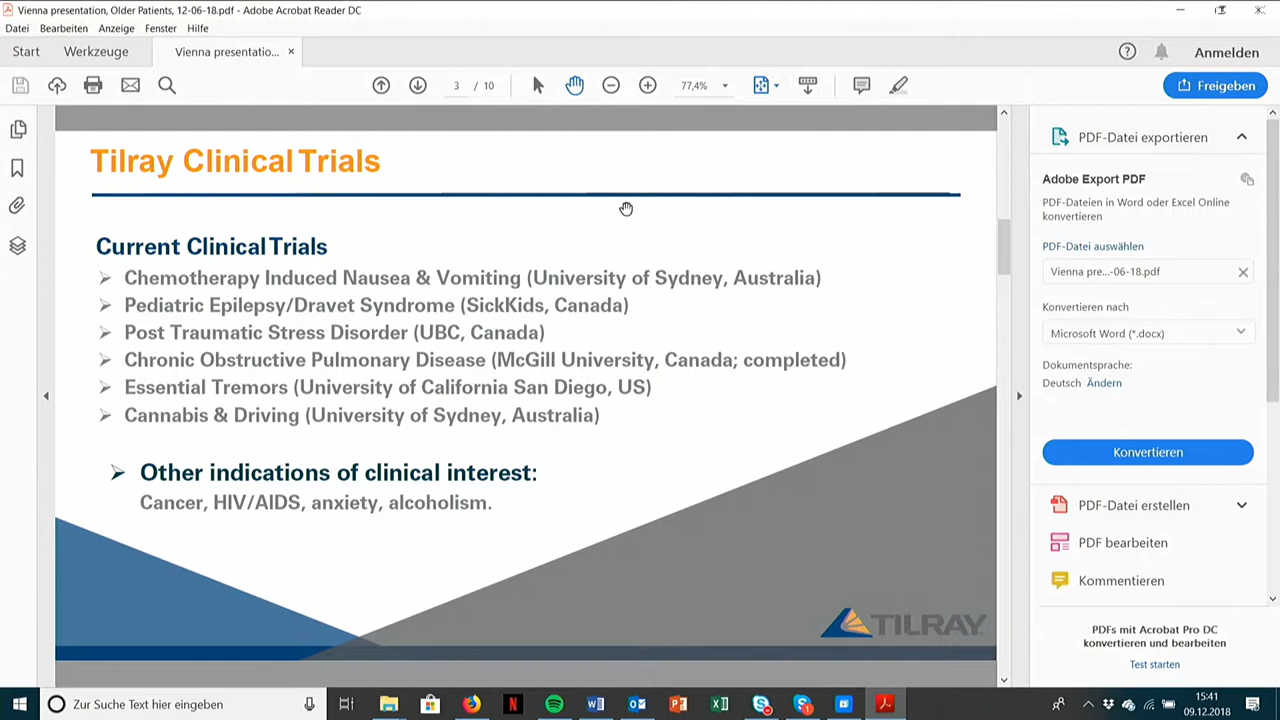 Vienna presentation, Older Patients, 12-06-18.pdf - Adobe Acrobat Reader DC
Datei Bearbeiten Anzeige Fenster Hilfe
Start Werkzeuge Vienna presentatio... × Anmelden
3 / 10 77,4% Freigeben
Tilray Clinical Trials
Current Clinical Trials
Chemotherapy Induced Nausea & Vomiting (University of Sydney, Australia)
Pediatric Epilepsy/Dravet Syndrome (SickKids, Canada)
Post Traumatic Stress Disorder (UBC, Canada)
Chronic Obstructive Pulmonary Disease (McGill University, Canada; completed)
Essential Tremors (University of California San Diego, US)
Cannabis & Driving (University of Sydney, Australia)
Other indications of clinical interest:
Cancer, HIV/AIDS, anxiety, alcoholism.
TILRAY
PDF-Datei exportieren
Adobe Export PDF
PDF-Dateien in Word oder Excel Online
konvertieren
PDF-Datei auswählen
Vienna pre...-06-18.pdf
Konvertieren nach
Microsoft Word (*.docx)
Dokumentsprache:
Deutsch Ändern
Konvertieren
PDF-Datei erstellen
PDF bearbeiten
Kommentieren
PDFs mit Acrobat Pro DC
konvertieren und bearbeiten
Test starten
Zur Suche Text hier eingeben
15:41
09.12.2018